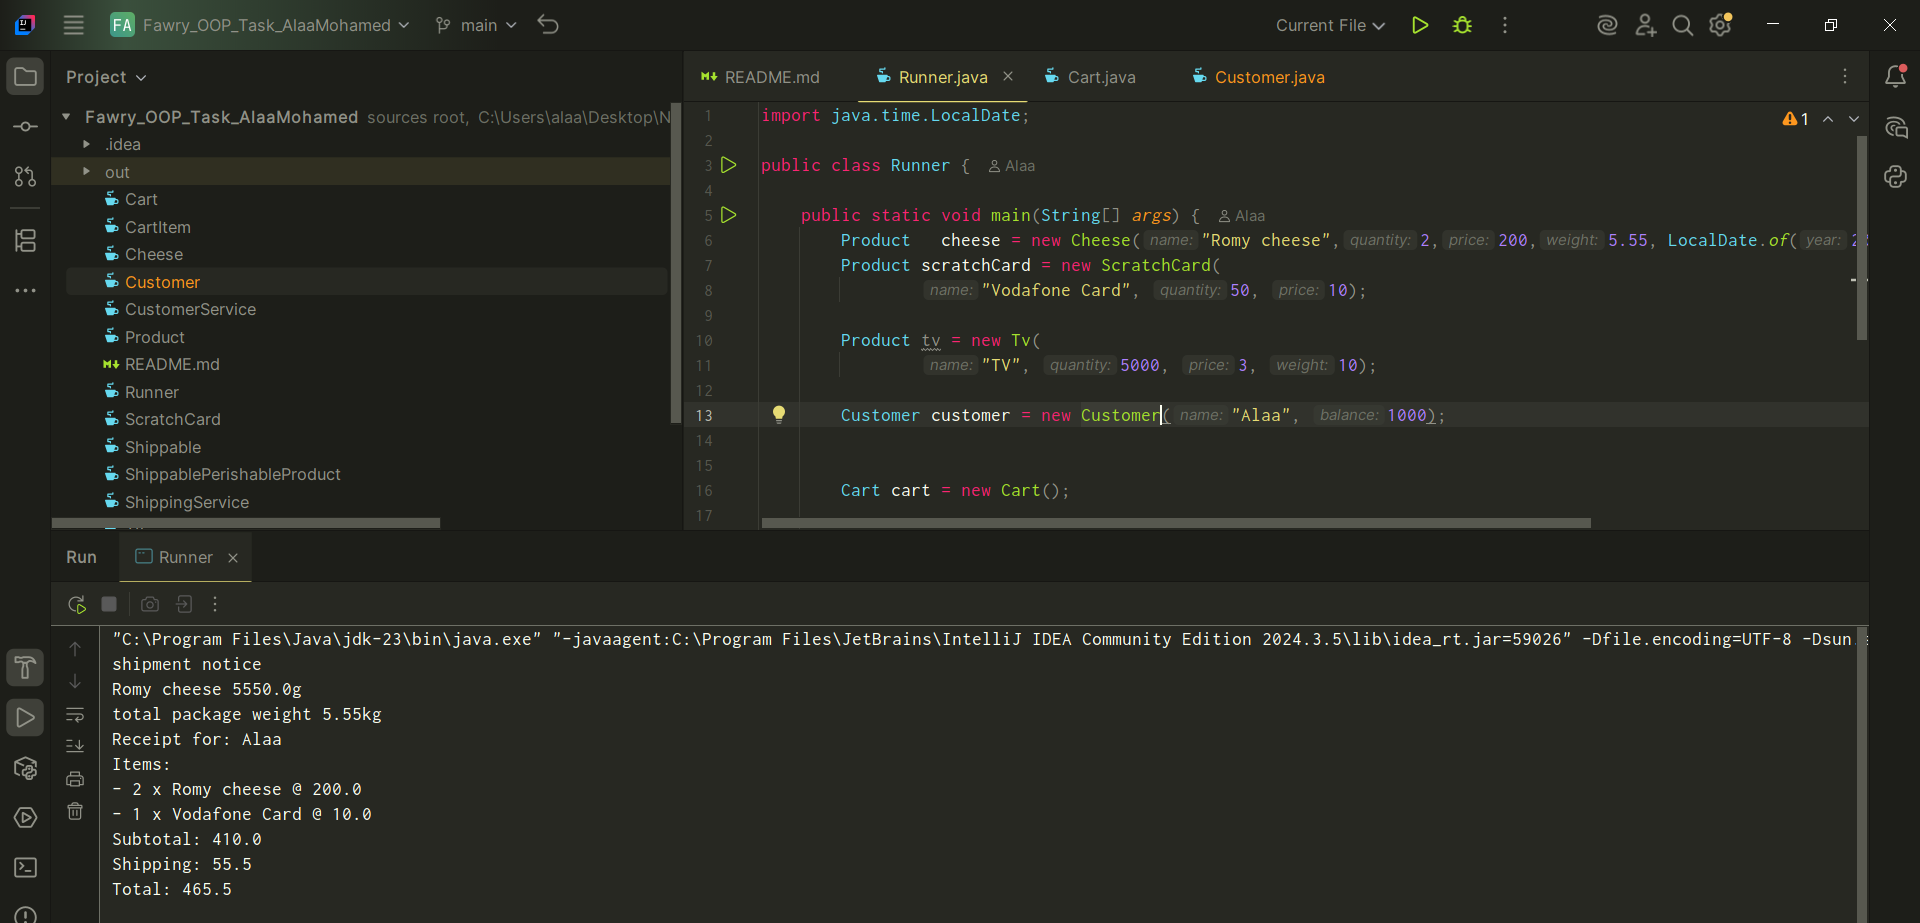 FA Fawry_OOP_Task_AlaaMohamed main Current File
Project
README.md Runner.java Cart.java Customer.java
Fawry_OOP_Task_AlaaMohamed sources root, C:\Users\alaa\Desktop\N
.idea
out
Cart
CartItem
Cheese
Customer
CustomerService
Product
README.md
Runner
ScratchCard
Shippable
ShippablePerishableProduct
ShippingService
1 import java.time.LocalDate;
1
2
3 public class Runner { Alaa
4
5 public static void main(String[] args) { Alaa
6 Product cheese = new Cheese( name: "Romy cheese", quantity: 2, price: 200, weight: 5.55, LocalDate.of( year: 2
7 Product scratchCard = new ScratchCard(
8 name: "Vodafone Card", quantity: 50, price: 10);
9
10 Product tv = new Tv(
11 name: "TV", quantity: 5000, price: 3, weight: 10);
12
13 Customer customer = new Customer( name: "Alaa", balance: 1000);
14
15
16 Cart cart = new Cart();
17
Run Runner
"C:\Program Files\Java\jdk-23\bin\java.exe" "-javaagent:C:\Program Files\JetBrains\IntelliJ IDEA Community Edition 2024.3.5\lib\idea_rt.jar=59026" -Dfile.encoding=UTF-8 -Dsun.
shipment notice
Romy cheese 5550.0g
total package weight 5.55kg
Receipt for: Alaa
Items:
- 2 x Romy cheese @ 200.0
- 1 x Vodafone Card @ 10.0
Subtotal: 410.0
Shipping: 55.5
Total: 465.5